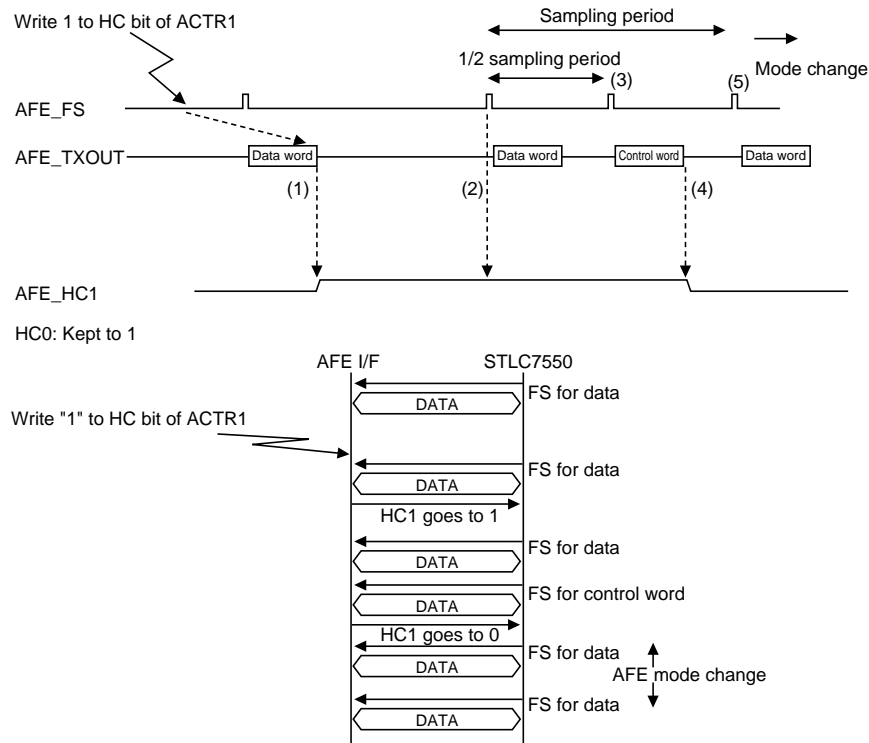 Write 1 to HC bit of ACTR1
Sampling period
1/2 sampling period
Mode change
(3)
(5)
AFE_FS
AFE_TXOUT
Data word
Data word
Control word
Data word
(1)
(2)
(4)
AFE_HC1
HC0: Kept to 1
AFE I/F
STLC7550
FS for data
DATA
Write "1" to HC bit of ACTR1
FS for data
DATA
HC1 goes to 1
FS for data
DATA
FS for control word
DATA
HC1 goes to 0
FS for data
DATA
AFE mode change
FS for data
DATA